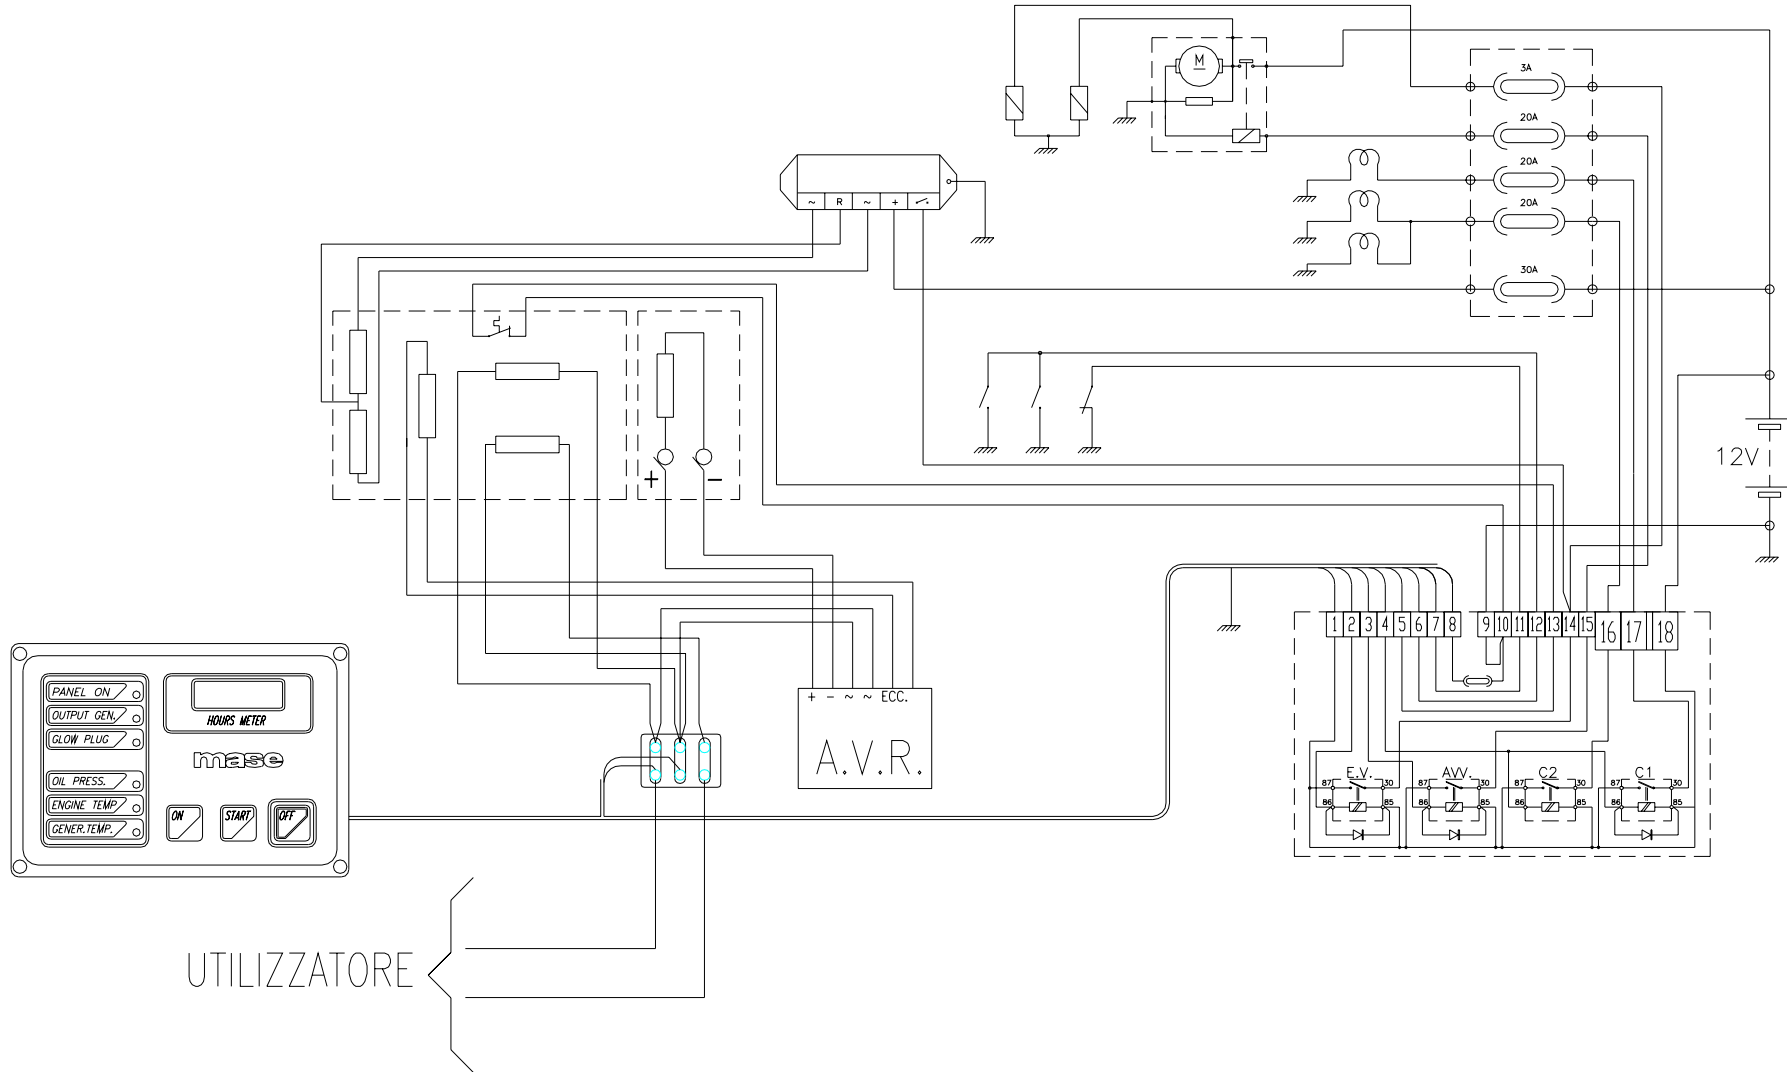 M
3A
20A
20A
20A
30A
~ R ~ +
+ −
12V
1 2 3 4 5 6 7 8 9 10 11 12 13 14 15 16 17 18
PANEL ON
OUTPUT GEN.
GLOW PLUG
OIL PRESS.
ENGINE TEMP
GENER.TEMP.
HOURS METER
mase
ON START OFF
+ − ~ ~ ECC.
A.V.R.
E.V. AVV. C2 C1
87 30 87 30 87 30 87 30
86 85 86 85 86 85 86 85
UTILIZZATORE